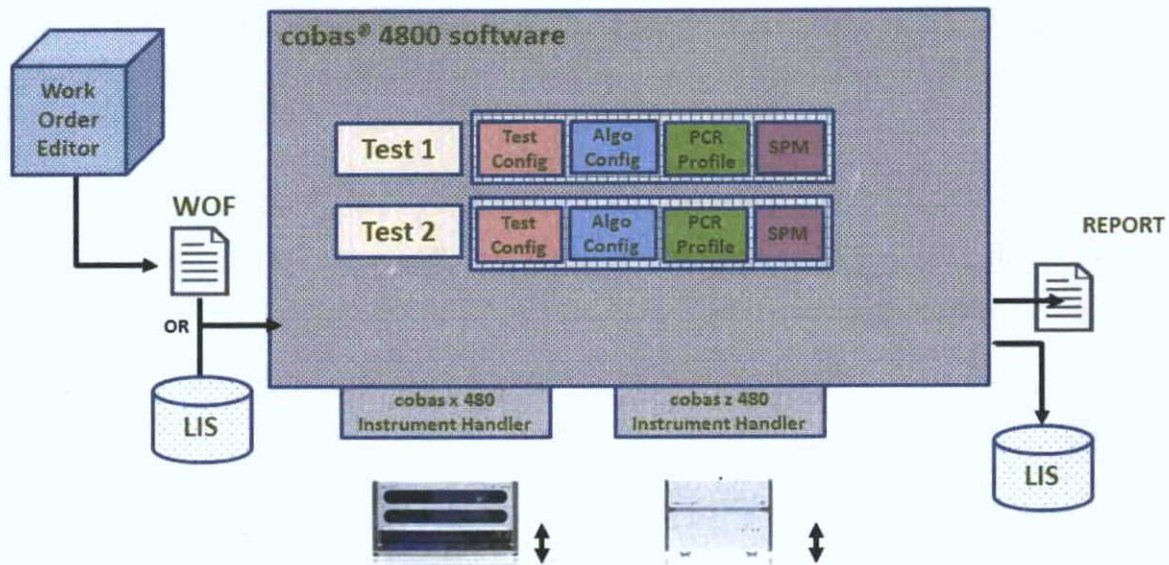 cobas® 4800 software
Work
Order
Editor
Test 1
Test
Config
Algo
Config
PCR
Profile
SPM
WOF
Test 2
Test
Config
Algo
Config
PCR
Profile
SPM
REPORT
OR
LIS
cobas x 480
Instrument Handler
cobas z 480
Instrument Handler
LIS